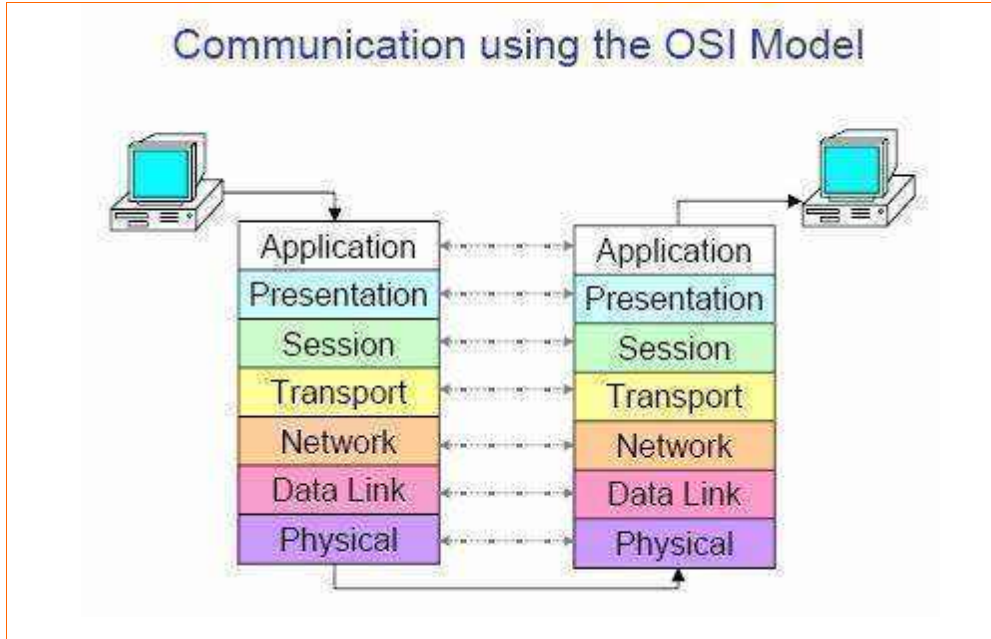 Communication using the OSI Model
Application
Presentation
Session
Transport
Network
Data Link
Physical
Application
Presentation
Session
Transport
Network
Data Link
Physical